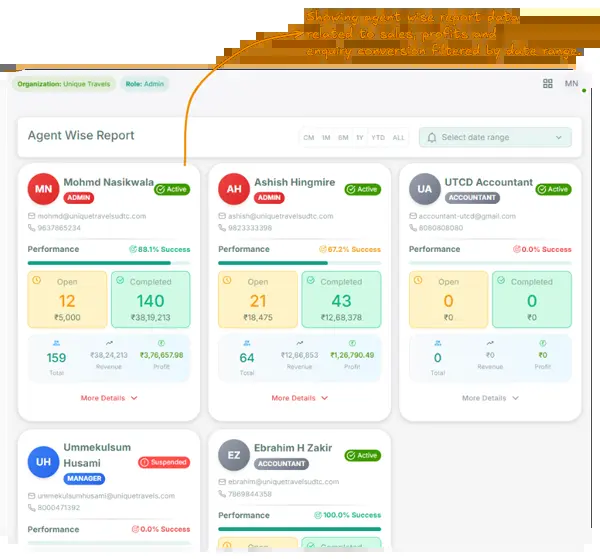 Showing agent wise report data
related to sales, profits and
enquiry conversion filtered by date range.
Organization: Unique Travels
Role: Admin
MN
Agent Wise Report
CM 1M 6M 1Y YTD ALL
Select date range
MN
Mohmd Nasikwala
ADMIN
Active
mohmd@uniquetravelsudtc.com
9637865234
Performance
88.1% Success
Open
12
₹5,000
Completed
140
₹38,19,213
159
Total
₹38,24,213
Revenue
₹3,76,657.98
Profit
More Details
AH
Ashish Hingmire
ADMIN
Active
ashish@uniquetravelsudtc.com
9823333398
Performance
67.2% Success
Open
21
₹18,475
Completed
43
₹12,68,378
64
Total
₹12,66,853
Revenue
₹1,26,790.49
Profit
More Details
UA
UTCD Accountant
ACCOUNTANT
Active
accountant-utcd@gmail.com
8080808080
Performance
0.0% Success
Open
0
₹0
Completed
0
₹0
0
Total
₹0
Revenue
₹0
Profit
More Details
UH
Ummekulsum
Husami
MANAGER
Suspended
ummekulsumhusami@uniquetravels.com
8000471392
Performance
0.0% Success
EZ
Ebrahim H Zakir
ACCOUNTANT
Active
ebrahim@uniquetravelsudtc.com
7969844358
Performance
100.0% Success
Open
Completed